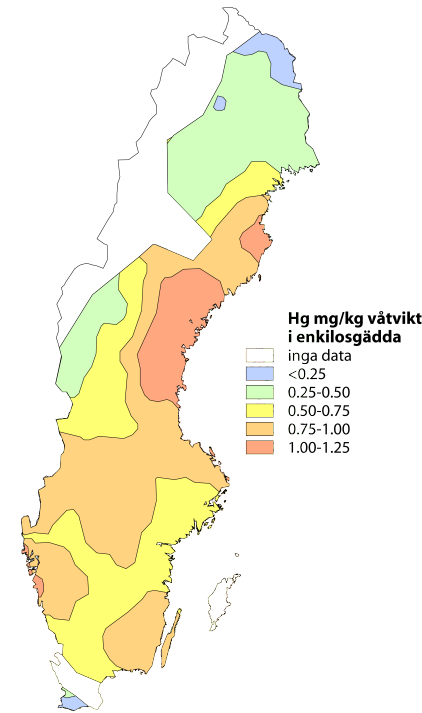 Hg mg/kg våtvikt
i enkilosgädda
inga data
<0.25
0.25-0.50
0.50-0.75
0.75-1.00
1.00-1.25